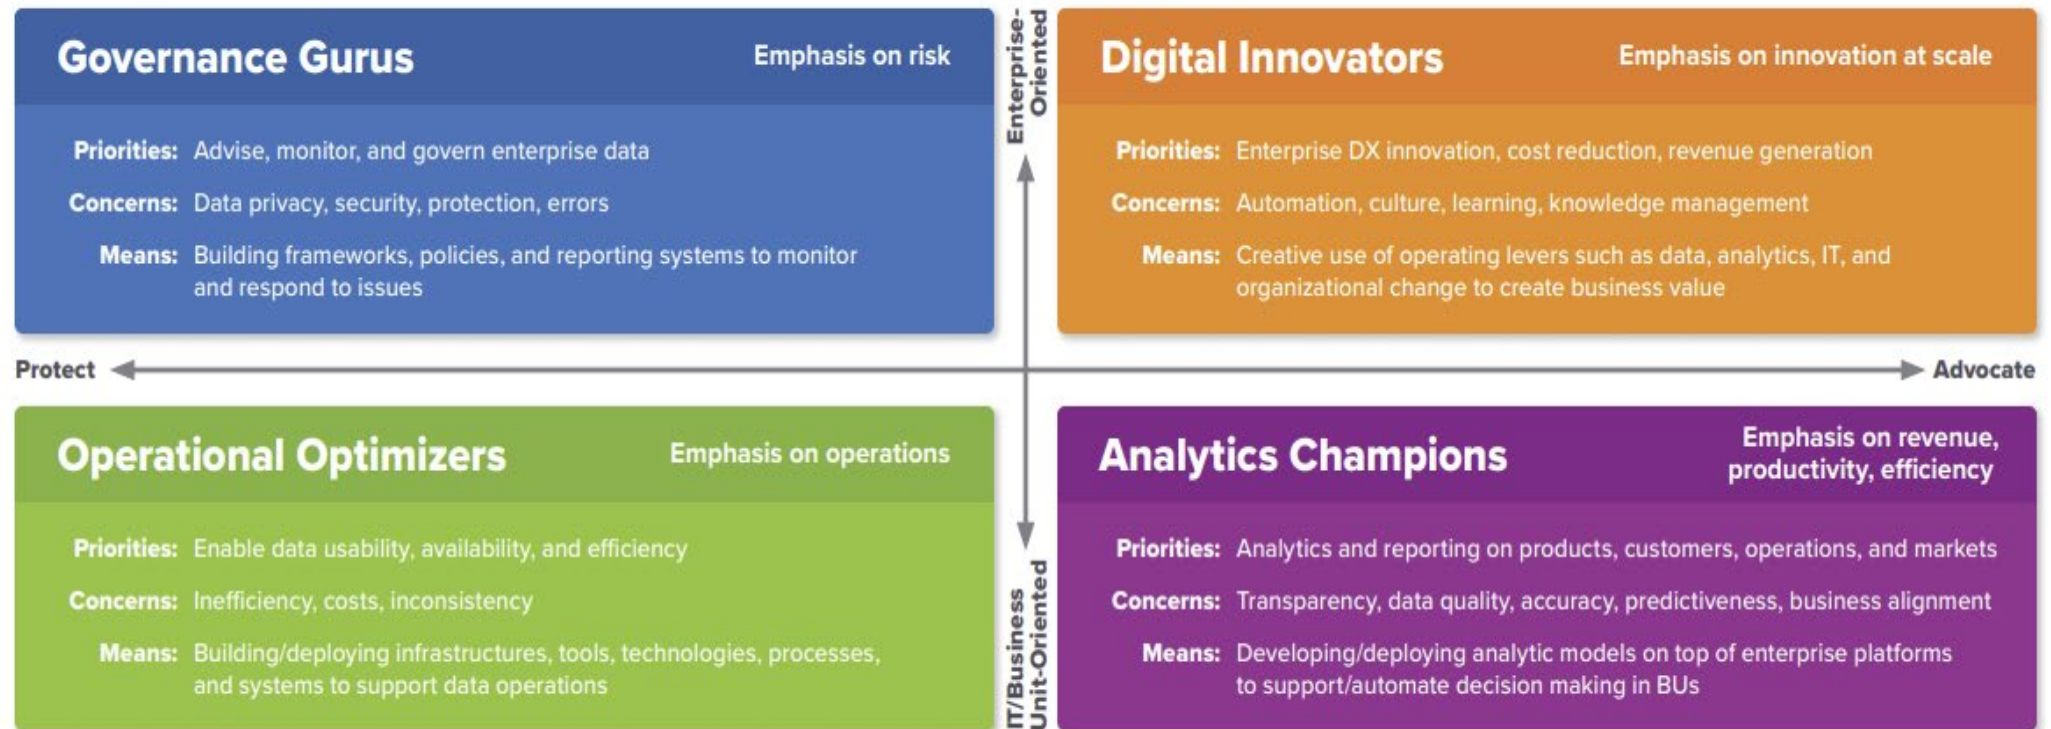 Governance Gurus
Emphasis on risk
Priorities: Advise, monitor, and govern enterprise data
Concerns: Data privacy, security, protection, errors
Means: Building frameworks, policies, and reporting systems to monitor
and respond to issues
Enterprise-
Oriented
Digital Innovators
Emphasis on innovation at scale
Priorities: Enterprise DX innovation, cost reduction, revenue generation
Concerns: Automation, culture, learning, knowledge management
Means: Creative use of operating levers such as data, analytics, IT, and
organizational change to create business value
Protect
Advocate
Operational Optimizers
Emphasis on operations
Priorities: Enable data usability, availability, and efficiency
Concerns: Inefficiency, costs, inconsistency
Means: Building/deploying infrastructures, tools, technologies, processes,
and systems to support data operations
IT/Business
Unit-Oriented
Analytics Champions
Emphasis on revenue,
productivity, efficiency
Priorities: Analytics and reporting on products, customers, operations, and markets
Concerns: Transparency, data quality, accuracy, predictiveness, business alignment
Means: Developing/deploying analytic models on top of enterprise platforms
to support/automate decision making in BUs